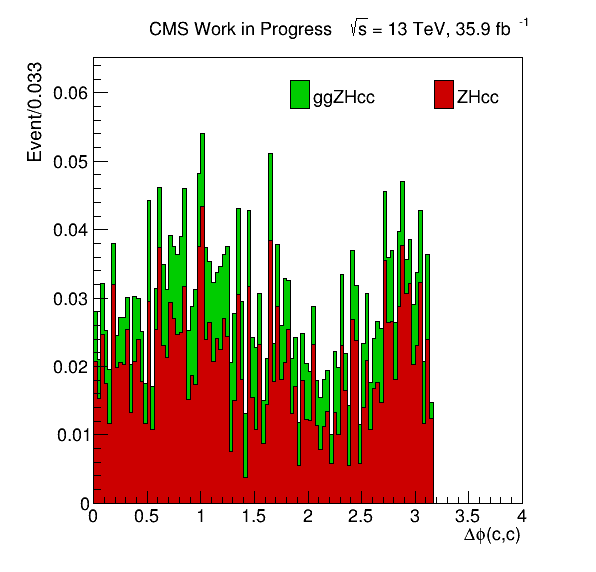 CMS Work in Progress √s = 13 TeV, 35.9 fb⁻¹
Event/0.033
ggZHcc ZHcc
0.06
0.05
0.04
0.03
0.02
0.01
0
0 0.5 1 1.5 2 2.5 3 3.5 4
Δϕ(c,c)